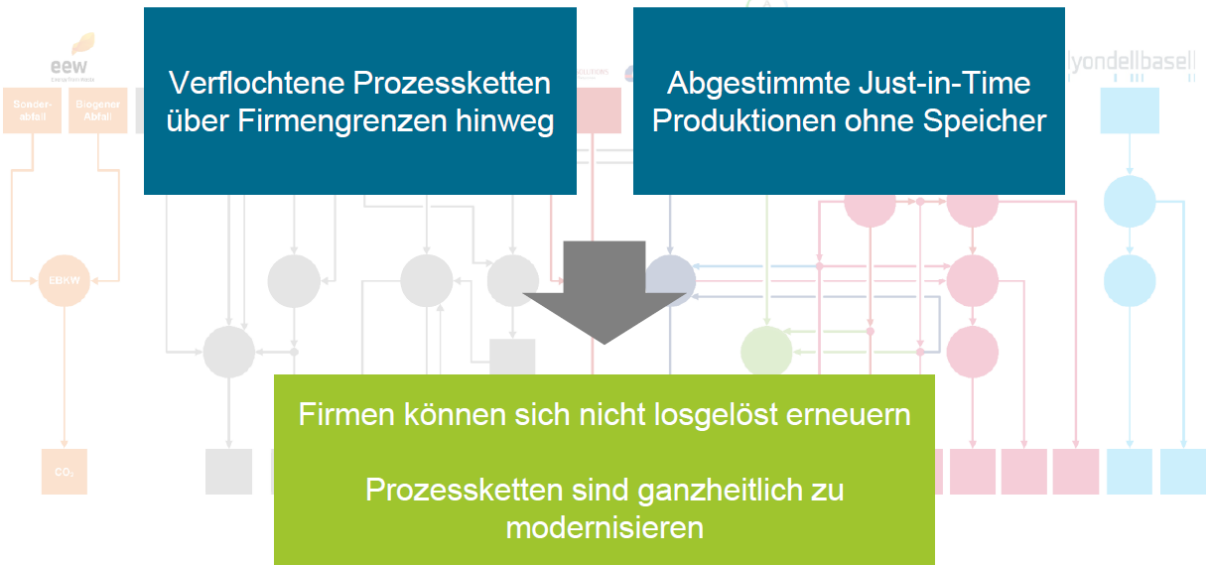 Verflochtene Prozessketten
über Firmengrenzen hinweg
Abgestimmte Just-in-Time
Produktionen ohne Speicher
eew
lyondellbasell
Sonder-
abfall
Biogener
Abfall
EBKW
Firmen können sich nicht losgelöst erneuern
Prozessketten sind ganzheitlich zu
modernisieren
CO₂